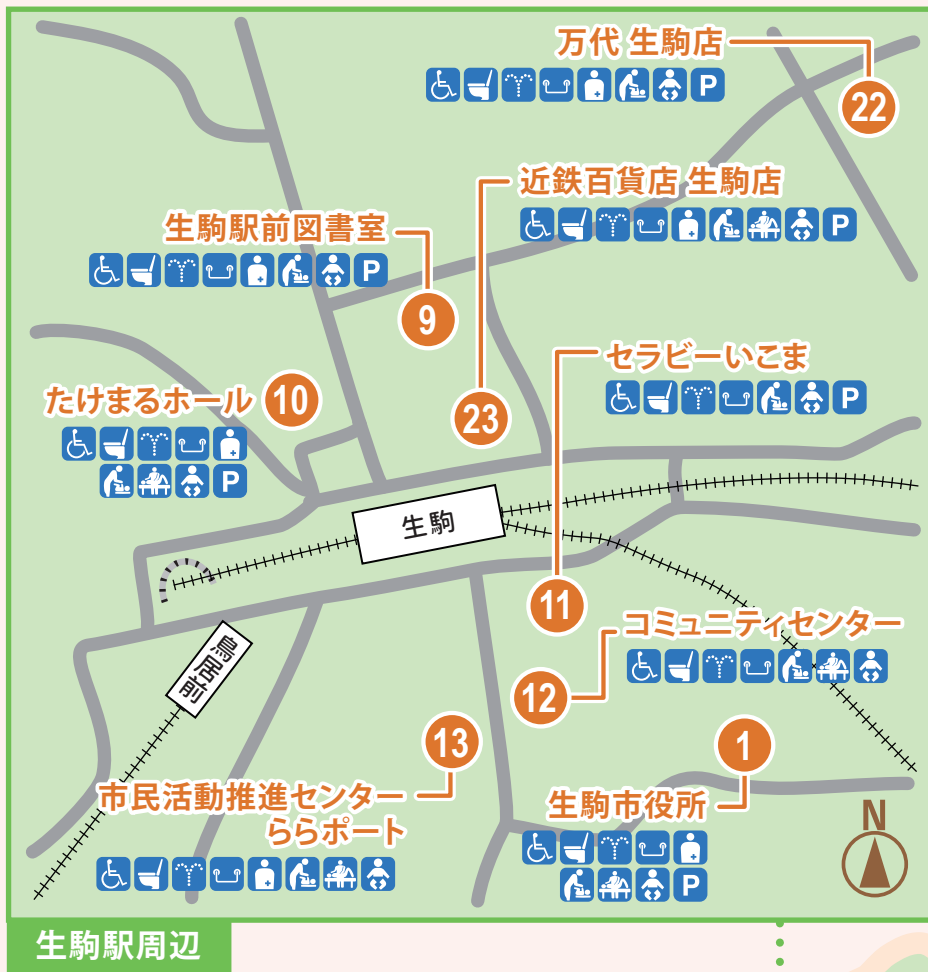 万代 生駒店
P
22
近鉄百貨店 生駒店
P
23
生駒駅前図書室
P
9
セラビーいこま
P
11
たけまるホール
10
P
生駒
鳥居前
コミュニティセンター
12
13
市民活動推進センター
ららポート
1
生駒市役所
P
N
生駒駅周辺